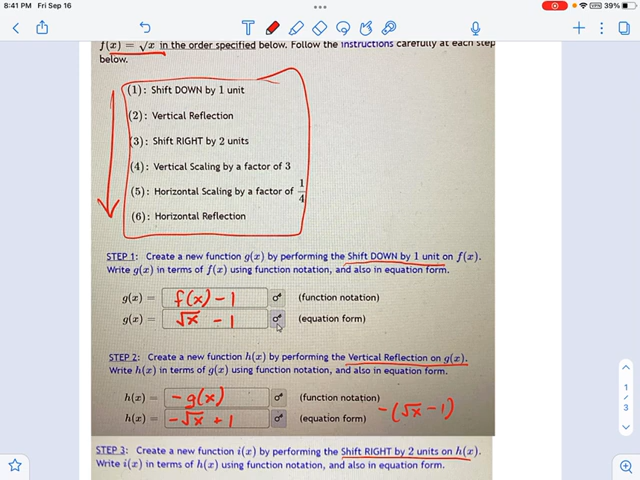 8:41 PM Fri Sep 16
39%
f(x) = √x in the order specified below. Follow the instructions carefully at each step
below.
(1): Shift DOWN by 1 unit
(2): Vertical Reflection
(3): Shift RIGHT by 2 units
(4): Vertical Scaling by a factor of 3
(5): Horizontal Scaling by a factor of 1/4
(6): Horizontal Reflection
STEP 1: Create a new function g(x) by performing the Shift DOWN by 1 unit on f(x).
Write g(x) in terms of f(x) using function notation, and also in equation form.
g(x) = f(x) - 1 (function notation)
g(x) = √x - 1 (equation form)
STEP 2: Create a new function h(x) by performing the Vertical Reflection on g(x).
Write h(x) in terms of g(x) using function notation, and also in equation form.
h(x) = -g(x) (function notation)
h(x) = -√x + 1 (equation form) -(√x - 1)
STEP 3: Create a new function i(x) by performing the Shift RIGHT by 2 units on h(x).
Write i(x) in terms of h(x) using function notation, and also in equation form.
1
3